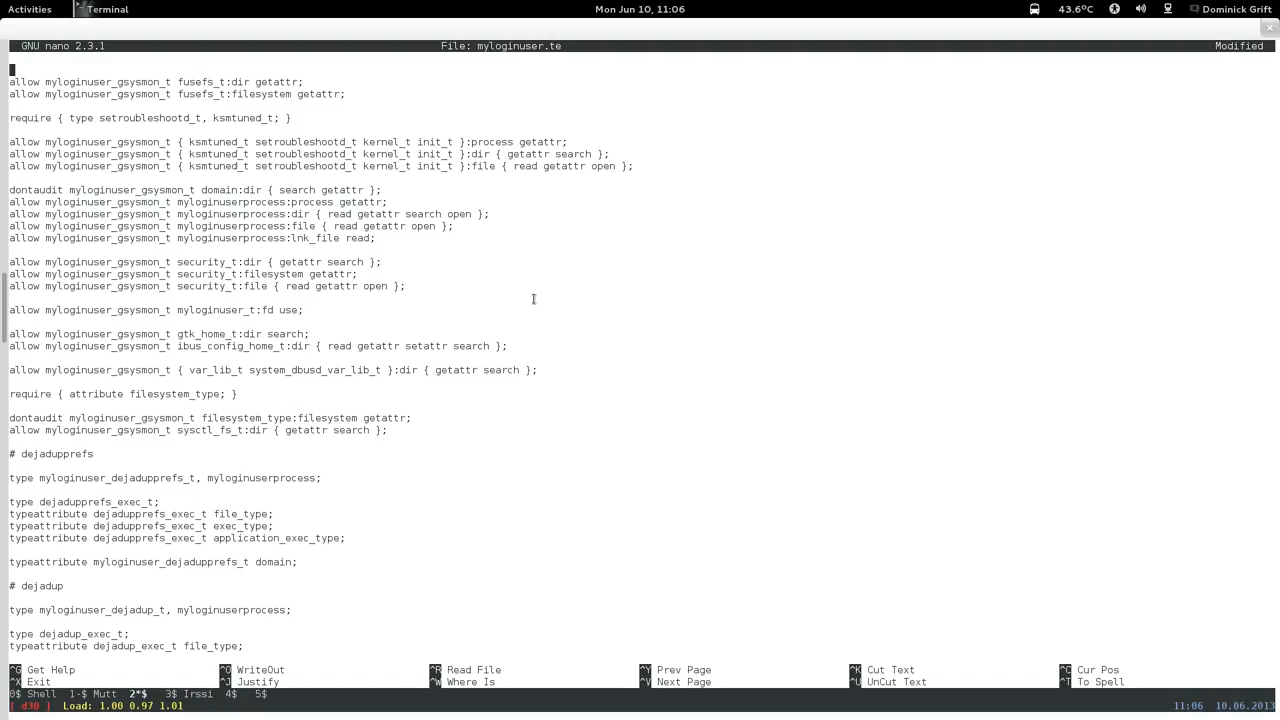 Activities Terminal Mon Jun 10, 11:06 43.6ºC Dominick Grift
GNU nano 2.3.1 File: myloginuser.te Modified
allow myloginuser_gsysmon_t fusefs_t:dir getattr;
allow myloginuser_gsysmon_t fusefs_t:filesystem getattr;
require { type setroubleshootd_t, ksmtuned_t; }
allow myloginuser_gsysmon_t { ksmtuned_t setroubleshootd_t kernel_t init_t }:process getattr;
allow myloginuser_gsysmon_t { ksmtuned_t setroubleshootd_t kernel_t init_t }:dir { getattr search };
allow myloginuser_gsysmon_t { ksmtuned_t setroubleshootd_t kernel_t init_t }:file { read getattr open };
dontaudit myloginuser_gsysmon_t domain:dir { search getattr };
allow myloginuser_gsysmon_t myloginuserprocess:process getattr;
allow myloginuser_gsysmon_t myloginuserprocess:dir { read getattr search open };
allow myloginuser_gsysmon_t myloginuserprocess:file { read getattr open };
allow myloginuser_gsysmon_t myloginuserprocess:lnk_file read;
allow myloginuser_gsysmon_t security_t:dir { getattr search };
allow myloginuser_gsysmon_t security_t:filesystem getattr;
allow myloginuser_gsysmon_t security_t:file { read getattr open };
allow myloginuser_gsysmon_t myloginuser_t:fd use;
allow myloginuser_gsysmon_t gtk_home_t:dir search;
allow myloginuser_gsysmon_t ibus_config_home_t:dir { read getattr setattr search };
allow myloginuser_gsysmon_t { var_lib_t system_dbusd_var_lib_t }:dir { getattr search };
require { attribute filesystem_type; }
dontaudit myloginuser_gsysmon_t filesystem_type:filesystem getattr;
allow myloginuser_gsysmon_t sysctl_fs_t:dir { getattr search };
# dejadupprefs
type myloginuser_dejadupprefs_t, myloginuserprocess;
type dejadupprefs_exec_t;
typeattribute dejadupprefs_exec_t file_type;
typeattribute dejadupprefs_exec_t exec_type;
typeattribute dejadupprefs_exec_t application_exec_type;
typeattribute myloginuser_dejadupprefs_t domain;
# dejadup
type myloginuser_dejadup_t, myloginuserprocess;
type dejadup_exec_t;
typeattribute dejadup_exec_t file_type;
^G Get Help ^O WriteOut ^R Read File ^Y Prev Page ^K Cut Text ^C Cur Pos
^X Exit ^J Justify ^W Where Is ^V Next Page ^U UnCut Text ^T To Spell
0$ Shell 1-$ Mutt 2*$ 3$ Irssi 4$ 5$
[ d30 ] Load: 1.00 0.97 1.01 11:06 10.06.2013